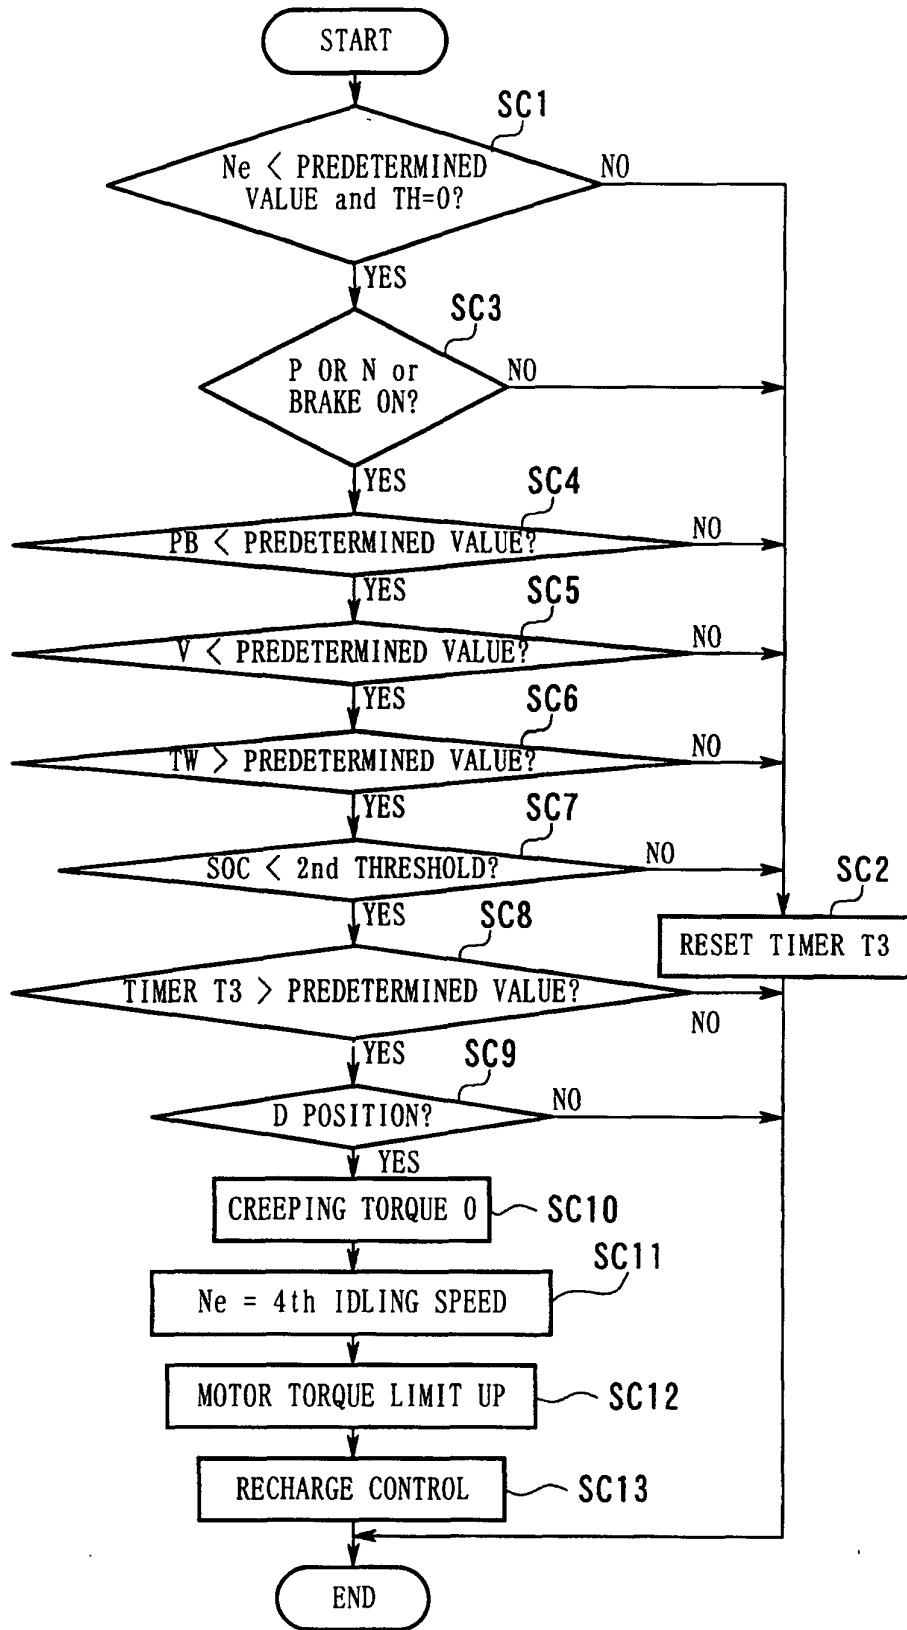 START
SC1
Ne < PREDETERMINED
VALUE and TH=0?
NO
YES
SC3
P OR N or
BRAKE ON?
NO
YES
SC4
PB < PREDETERMINED VALUE?
NO
YES
SC5
V < PREDETERMINED VALUE?
NO
YES
SC6
TW > PREDETERMINED VALUE?
NO
YES
SC7
SOC < 2nd THRESHOLD?
NO
YES
SC2
RESET TIMER T3
SC8
TIMER T3 > PREDETERMINED VALUE?
NO
YES
SC9
D POSITION?
NO
YES
CREEPING TORQUE 0
SC10
SC11
Ne = 4th IDLING SPEED
MOTOR TORQUE LIMIT UP
SC12
RECHARGE CONTROL
SC13
END